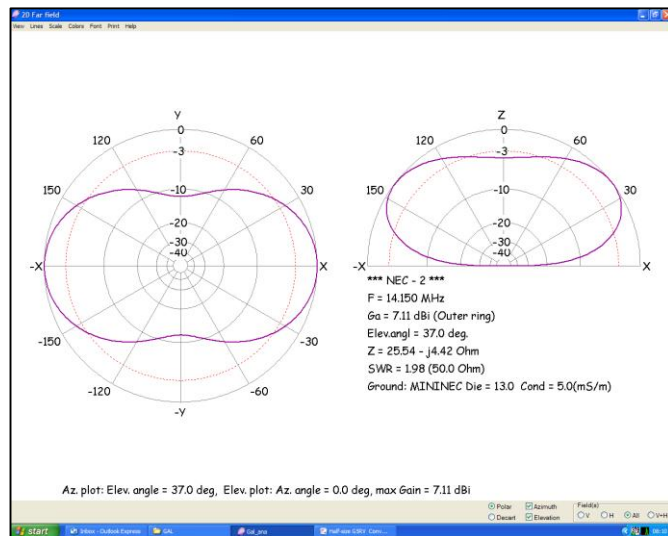 20 Far field
View Lines Scale Colors Font Print Help
Y
0
120 60
-3
150 -10 30
-20
-30
-40
-X X
-150 -30
-120 -60
-Y
Z
0
120 60
-3
150 -10 30
-20
-30
-40
-X X
*** NEC - 2 ***
F = 14.150 MHz
Ga = 7.11 dBi (Outer ring)
Elev.angl = 37.0 deg.
Z = 25.54 - j4.42 Ohm
SWR = 1.98 (50.0 Ohm)
Ground: MININEC Die = 13.0 Cond = 5.0(mS/m)
Az. plot: Elev. angle = 37.0 deg, Elev. plot: Az. angle = 0.0 deg, max Gain = 7.11 dBi
Polar Azimuth Field(s)
Decart Elevation V H All V+H
start Inbox - Outlook Express GAL Gal_ana